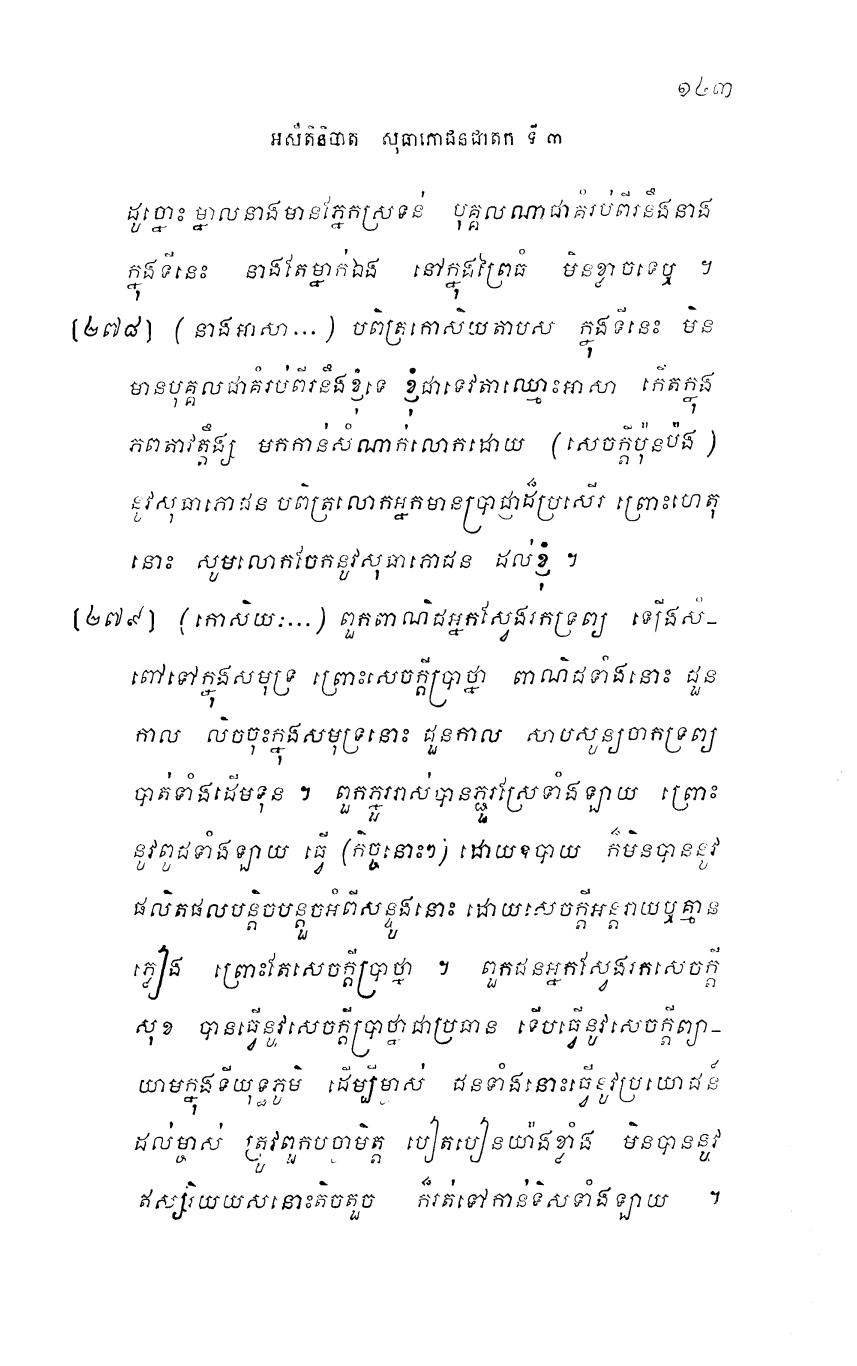 ១៤៣
អសីតិនិបាត សុធាភោជនជាតក ទី ៣
ដូច្នោះ ម្នាលនាងមានភ្នែកស្រទន់ បុគ្គលណាជាគំរប់ពីរនឹងនាង
ក្នុងទីនេះ នាងតែម្នាក់ឯង នៅក្នុងព្រៃធំ មិនខ្លាចទេឬ ។
[២៧៨] (នាងអាសា...) បពិត្រកោសិយតាបស ក្នុងទីនេះ មិន
មានបុគ្គលជាគំរប់ពីរនឹងខ្ញុំទេ ខ្ញុំជាទេវតាឈ្មោះអាសា កើតក្នុង
ភពតាវត្តឹង្ស មកកាន់សំណាក់លោកដោយ (សេចក្តីប៉ុនប៉ង)
នូវសុធាភោជន បពិត្រលោកអ្នកមានប្រាជ្ញាដ៏ប្រសើរ ព្រោះហេតុ
នោះ សូមលោកចែកនូវសុធាភោជន ដល់ខ្ញុំ ។
[២៧៩] (កោសិយៈ...) ពួកពាណិជអ្នកស្វែងរកទ្រព្យ ឡើងសំ-
ពៅទៅក្នុងសមុទ្រ ព្រោះសេចក្តីប្រាថ្នា ពាណិជទាំងនោះ ជួន
កាល លិចចុះក្នុងសមុទ្រនោះ ជួនកាល សាបសូន្យចាកទ្រព្យ
បាត់ទាំងដើមទុន ។ ពួកភ្ជួររាស់បានភ្ជួរស្រែទាំងឡាយ ព្រោះ
នូវពូជទាំងឡាយ ធ្វើ (កិច្ចនោះៗ) ដោយឧបាយ ក៏មិនបាននូវ
ផលិតផលបន្តិចបន្តួចអំពីសន្ទូងនោះ ដោយសេចក្តីអន្តរាយឬគ្មាន
ភ្លៀង ព្រោះតែសេចក្តីប្រាថ្នា ។ ពួកជនអ្នកស្វែងរកសេចក្តី
សុខ បានធ្វើនូវសេចក្តីប្រាថ្នាជាប្រធាន ទើបធ្វើនូវសេចក្តីព្យា-
យាមក្នុងទីយុទ្ធភូមិ ដើម្បីម្ចាស់ ជនទាំងនោះធ្វើនូវប្រយោជន៍
ដល់ម្ចាស់ ត្រូវពួកបច្ចាមិត្ត បៀតបៀនយ៉ាងខ្លាំង មិនបាននូវ
ឥស្សរិយយសនោះតិចតួច ក៏រត់ទៅកាន់ទិសទាំងឡាយ ។